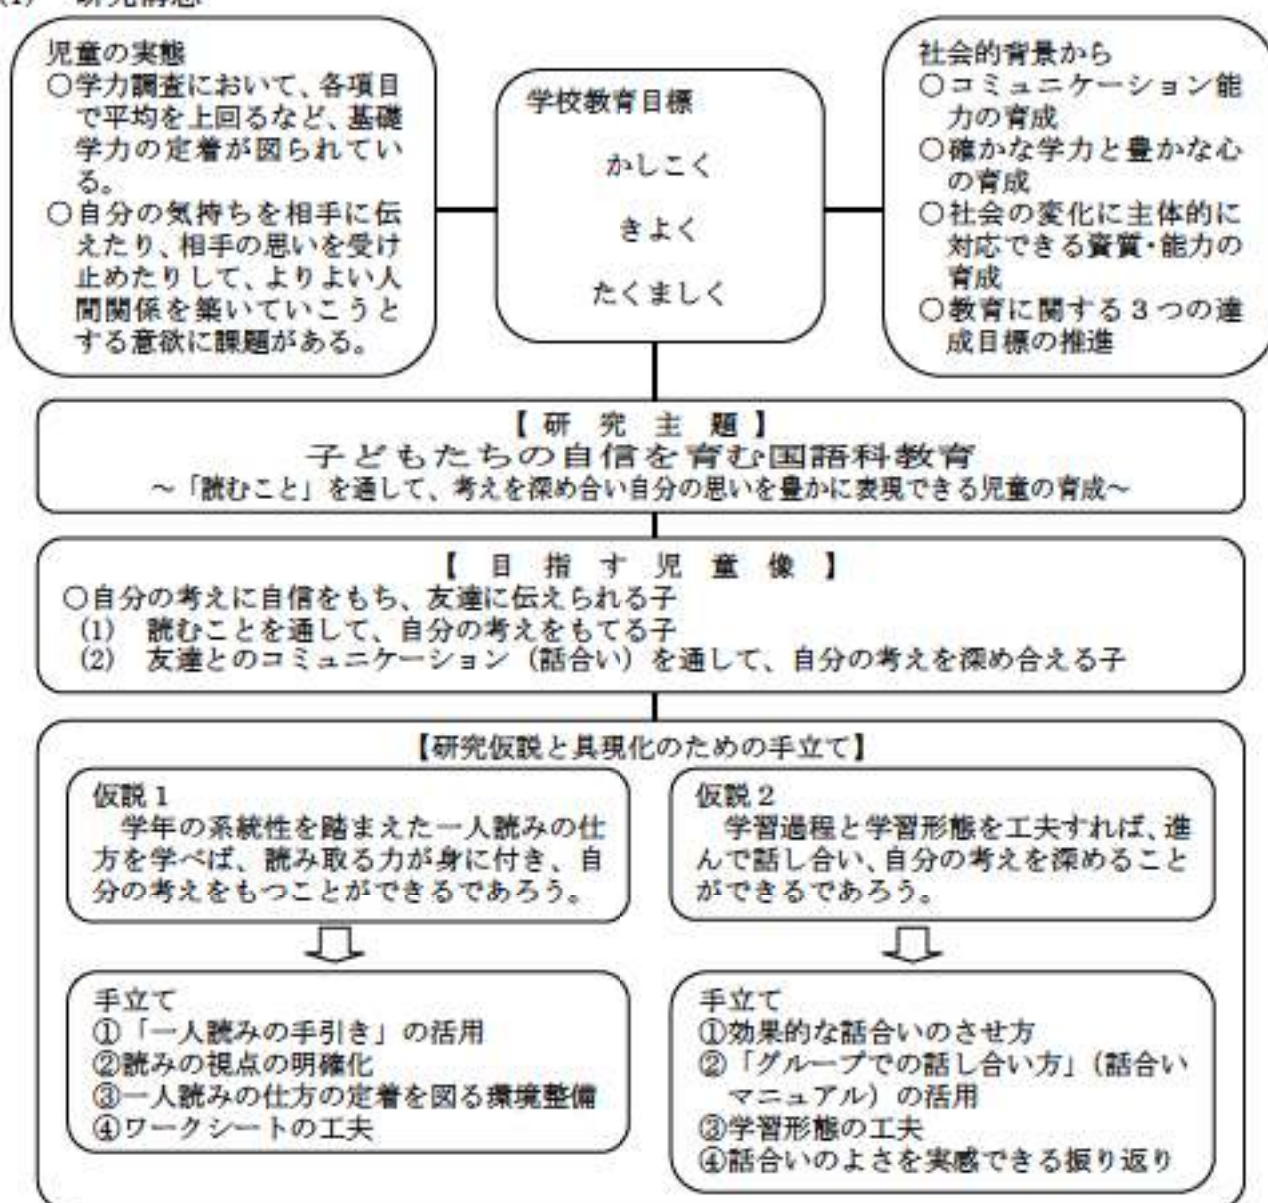 (1) 研究構想
児童の実態
○学力調査において、各項目
で平均を上回るなど、基礎
学力の定着が図られてい
る。
○自分の気持ちを相手に伝
えたり、相手の思いを受け
止めたりして、よりよい人
間関係を築いていこうと
する意欲に課題がある。
学校教育目標
かしこく
きよく
たくましく
社会的背景から
○コミュニケーション能
力の育成
○確かな学力と豊かな心
の育成
○社会の変化に主体的に
対応できる資質・能力の
育成
○教育に関する3つの達
成目標の推進
【研究主題】
子どもたちの自信を育む国語科教育
～「読むこと」を通して、考えを深め合い自分の思いを豊かに表現できる児童の育成～
【目指す児童像】
○自分の考えに自信をもち、友達に伝えられる子
(1) 読むことを通して、自分の考えをもてる子
(2) 友達とのコミュニケーション（話合い）を通して、自分の考えを深め合える子
【研究仮説と具現化のための手立て】
仮説1
学年の系統性を踏まえた一人読みの仕
方を学べば、読み取る力が身に付き、自
分の考えをもつことができるであろう。
手立て
①「一人読みの手引き」の活用
②読みの視点の明確化
③一人読みの仕方の定着を図る環境整備
④ワークシートの工夫
仮説2
学習過程と学習形態を工夫すれば、進
んで話し合い、自分の考えを深めること
ができるであろう。
手立て
①効果的な話合いのさせ方
②「グループでの話し合い方」（話合い
マニュアル）の活用
③学習形態の工夫
④話合いのよさを実感できる振り返り